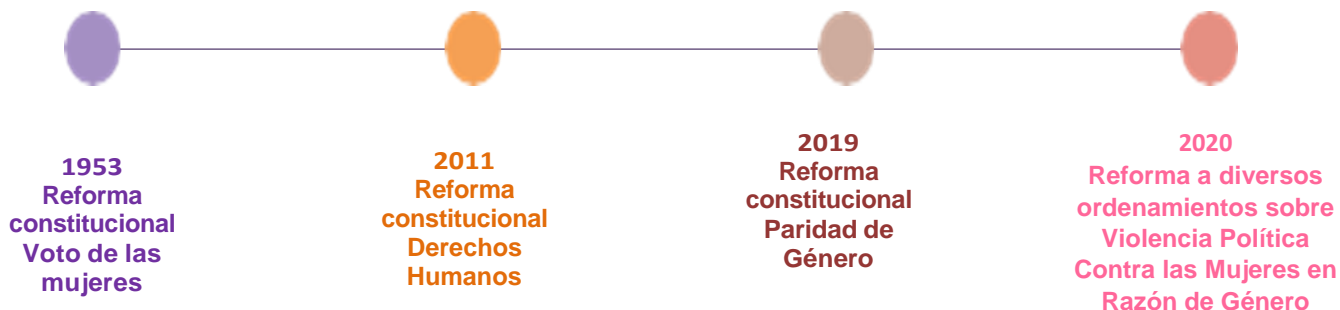 1953
Reforma
constitucional
Voto de las
mujeres
2011
Reforma
constitucional
Derechos
Humanos
2019
Reforma
constitucional
Paridad de
Género
2020
Reforma a diversos
ordenamientos sobre
Violencia Política
Contra las Mujeres en
Razón de Género